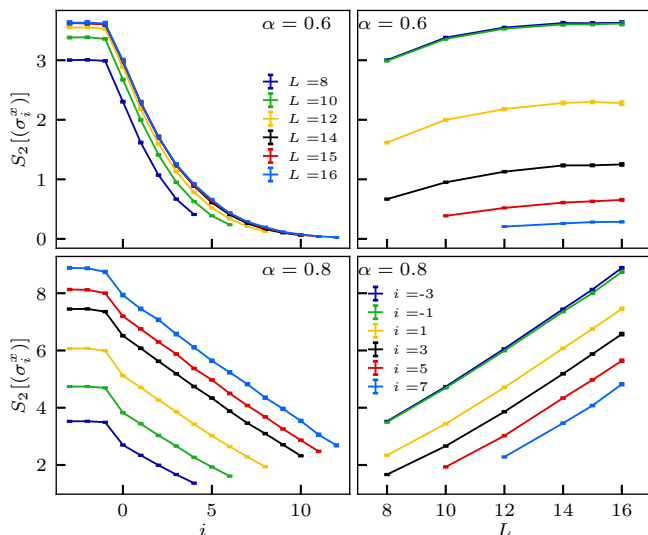 α = 0.6
S₂[(σᵢˣ)]
3
2
1
0
L =8
L =10
L =12
L =14
L =15
L =16
α = 0.6
α = 0.8
S₂[(σᵢˣ)]
8
6
4
2
0 5 10
i
α = 0.8
i =-3
i =-1
i =1
i =3
i =5
i =7
8 10 12 14 16
L